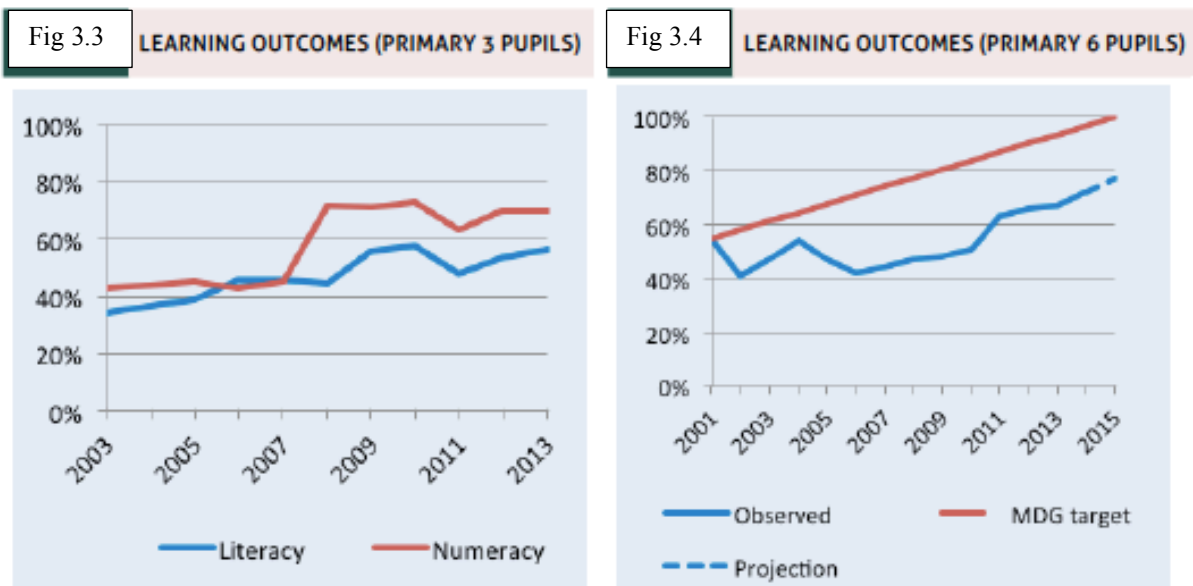 Fig 3.3
LEARNING OUTCOMES (PRIMARY 3 PUPILS)
100%
80%
60%
40%
20%
0%
2003
2005
2007
2009
2011
2013
Literacy
Numeracy
Fig 3.4
LEARNING OUTCOMES (PRIMARY 6 PUPILS)
100%
80%
60%
40%
20%
0%
2001
2003
2005
2007
2009
2011
2013
2015
Observed
MDG target
Projection